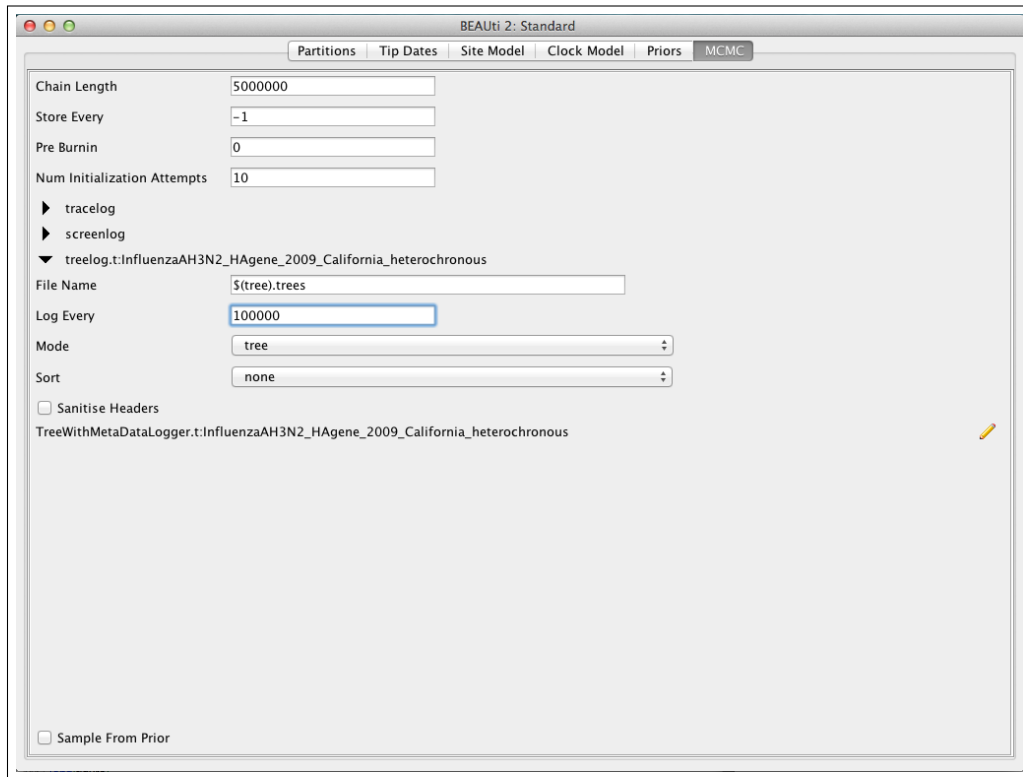 BEAUti 2: Standard
Partitions Tip Dates Site Model Clock Model Priors MCMC
Chain Length 5000000
Store Every -1
Pre Burnin 0
Num Initialization Attempts 10
tracelog
screenlog
treelog.t:InfluenzaAH3N2_HAgene_2009_California_heterochronous
File Name $(tree).trees
Log Every 100000
Mode tree
Sort none
Sanitise Headers
TreeWithMetaDataLogger.t:InfluenzaAH3N2_HAgene_2009_California_heterochronous
Sample From Prior